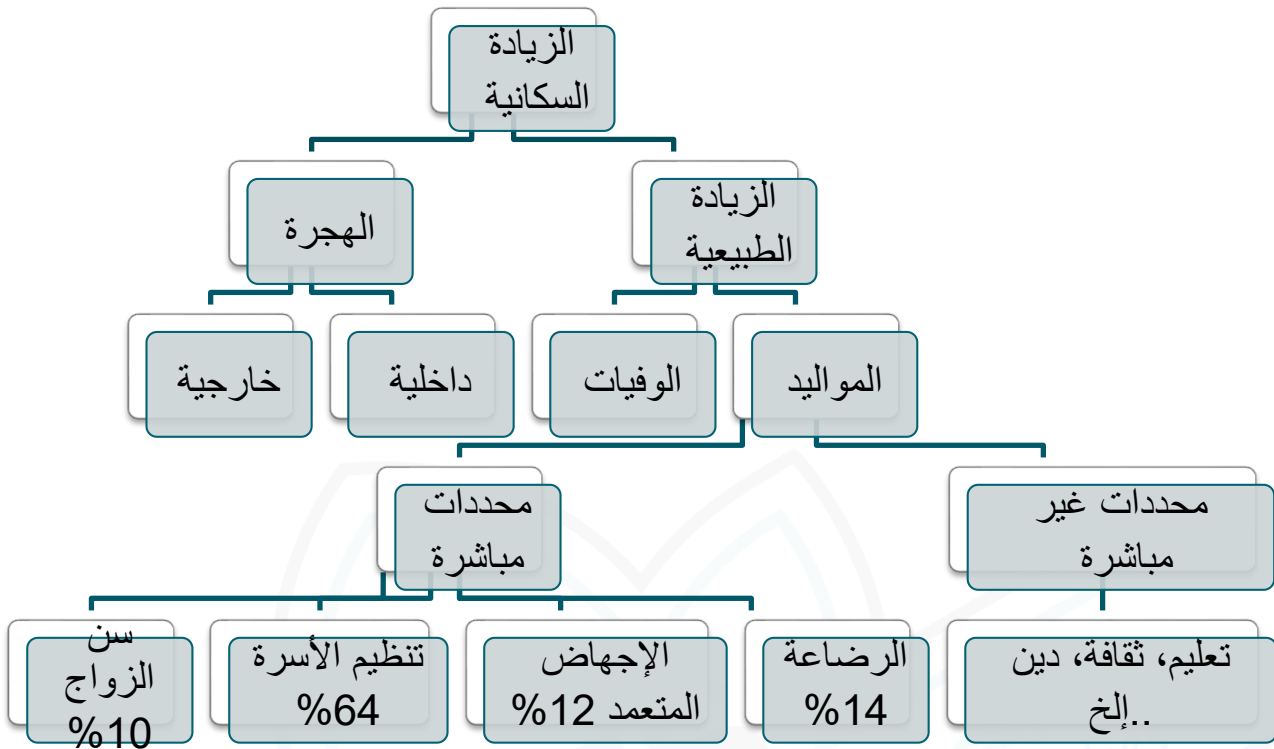 الزيادة
السكانية
الزيادة
الطبيعية
الهجرة
المواليد
الوفيات
داخلية
خارجية
محددات غير
مباشرة
محددات
مباشرة
تعليم، ثقافة، دين
..إلخ
الرضاعة
%14
الإجهاض
المتعمد 12%
تنظيم الأسرة
%64
سن
الزواج
%10